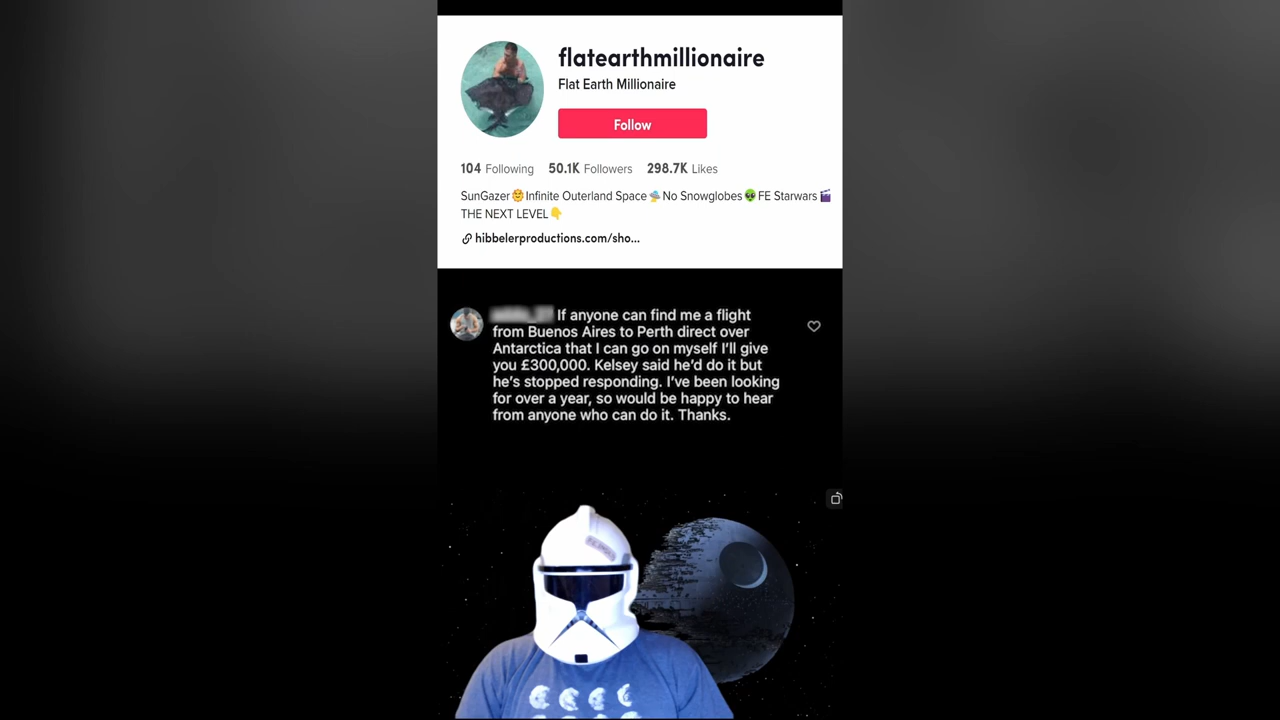 flatearthmillionaire
Flat Earth Millionaire
Follow
104 Following 50.1K Followers 298.7K Likes
SunGazer🌞Infinite Outerland Space🛸No Snowglobes👽FE Starwars🎬
THE NEXT LEVEL👇
hibbelerproductions.com/sho...
If anyone can find me a flight
from Buenos Aires to Perth direct over
Antarctica that I can go on myself I'll give
you £300,000. Kelsey said he'd do it but
he's stopped responding. I've been looking
for over a year, so would be happy to hear
from anyone who can do it. Thanks.